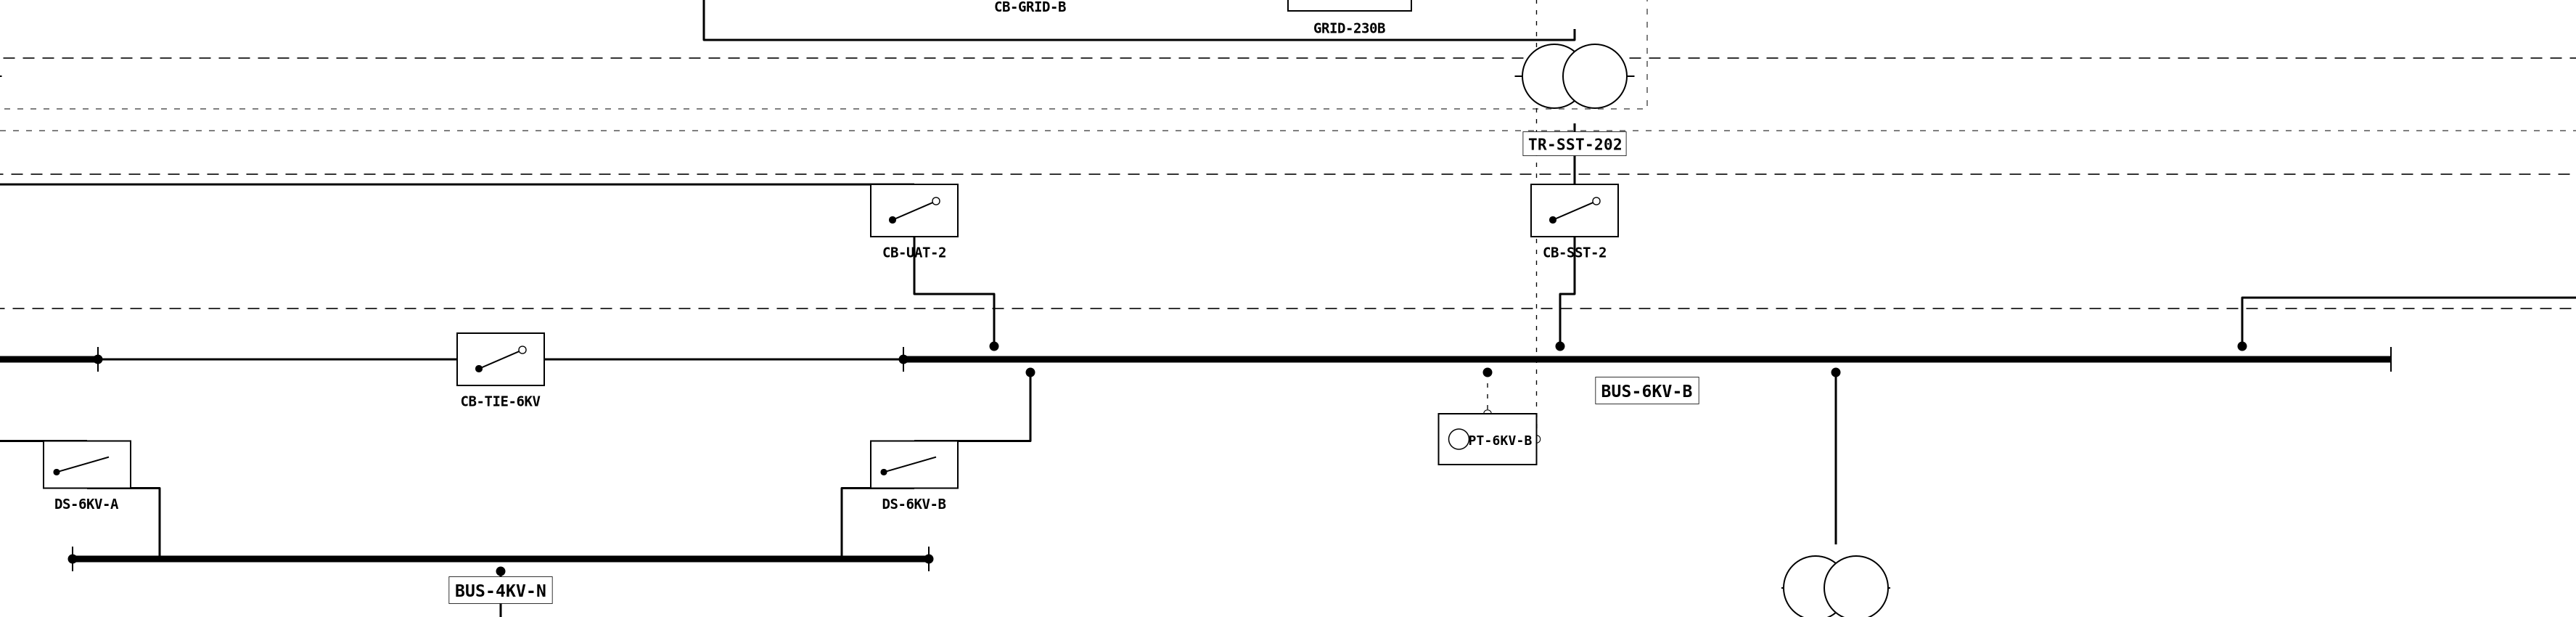 CB-GRID-B
GRID-230B
TR-SST-202
CB-UAT-2
CB-SST-2
CB-TIE-6KV
BUS-6KV-B
PT-6KV-B
DS-6KV-A
DS-6KV-B
BUS-4KV-N